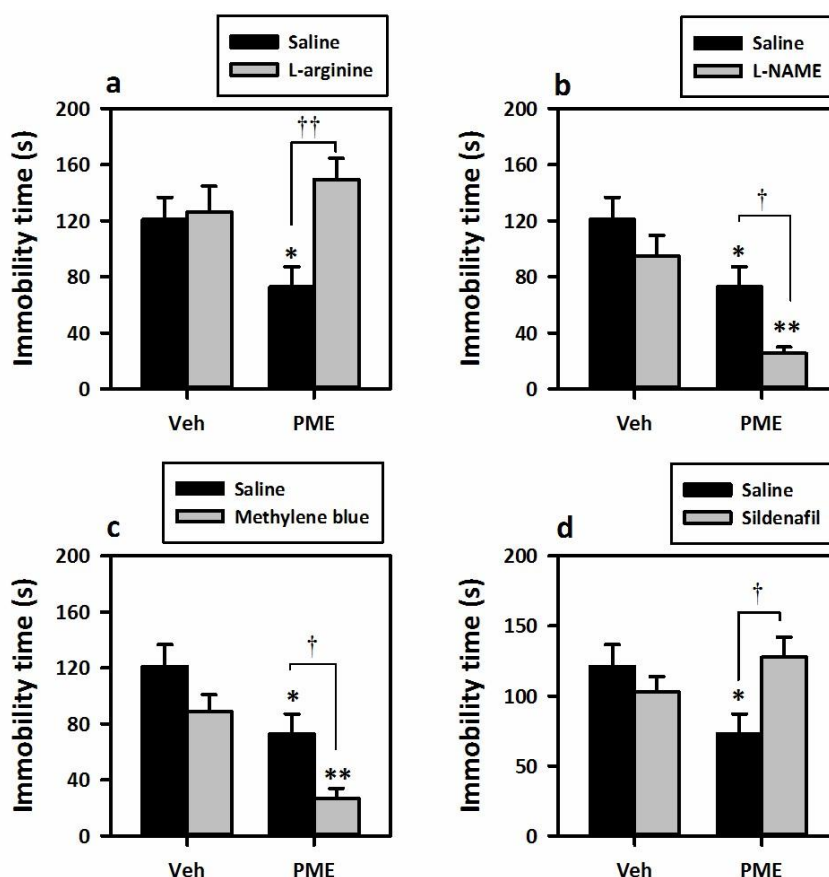 Saline
L-arginine
a
Immobility time (s)
200
160
120
80
40
0
††
*
Veh
PME
Saline
L-NAME
b
Immobility time (s)
200
160
120
80
40
0
†
*
**
Veh
PME
Saline
Methylene blue
c
Immobility time (s)
200
160
120
80
40
0
†
*
**
Veh
PME
Saline
Sildenafil
d
Immobility time (s)
200
150
100
50
0
†
*
Veh
PME